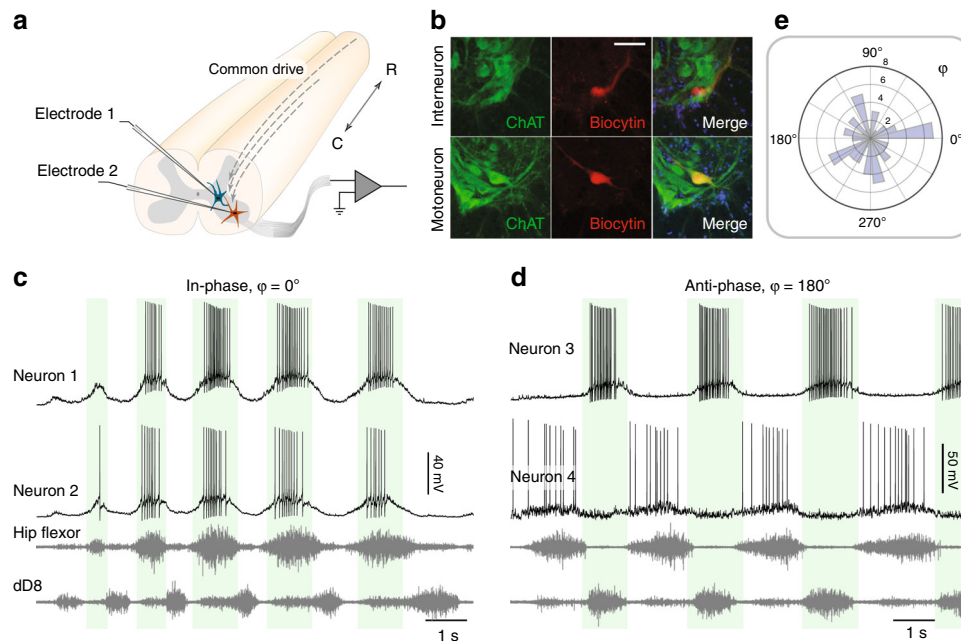 a
Common drive
R
C
Electrode 1
Electrode 2
b
Interneuron
ChAT
Biocytin
Merge
Motoneuron
ChAT
Biocytin
Merge
e
90°
φ
8
6
4
2
180°
0°
270°
c
In-phase, φ = 0°
Neuron 1
Neuron 2
40 mV
Hip flexor
dD8
1 s
d
Anti-phase, φ = 180°
Neuron 3
Neuron 4
50 mV
1 s